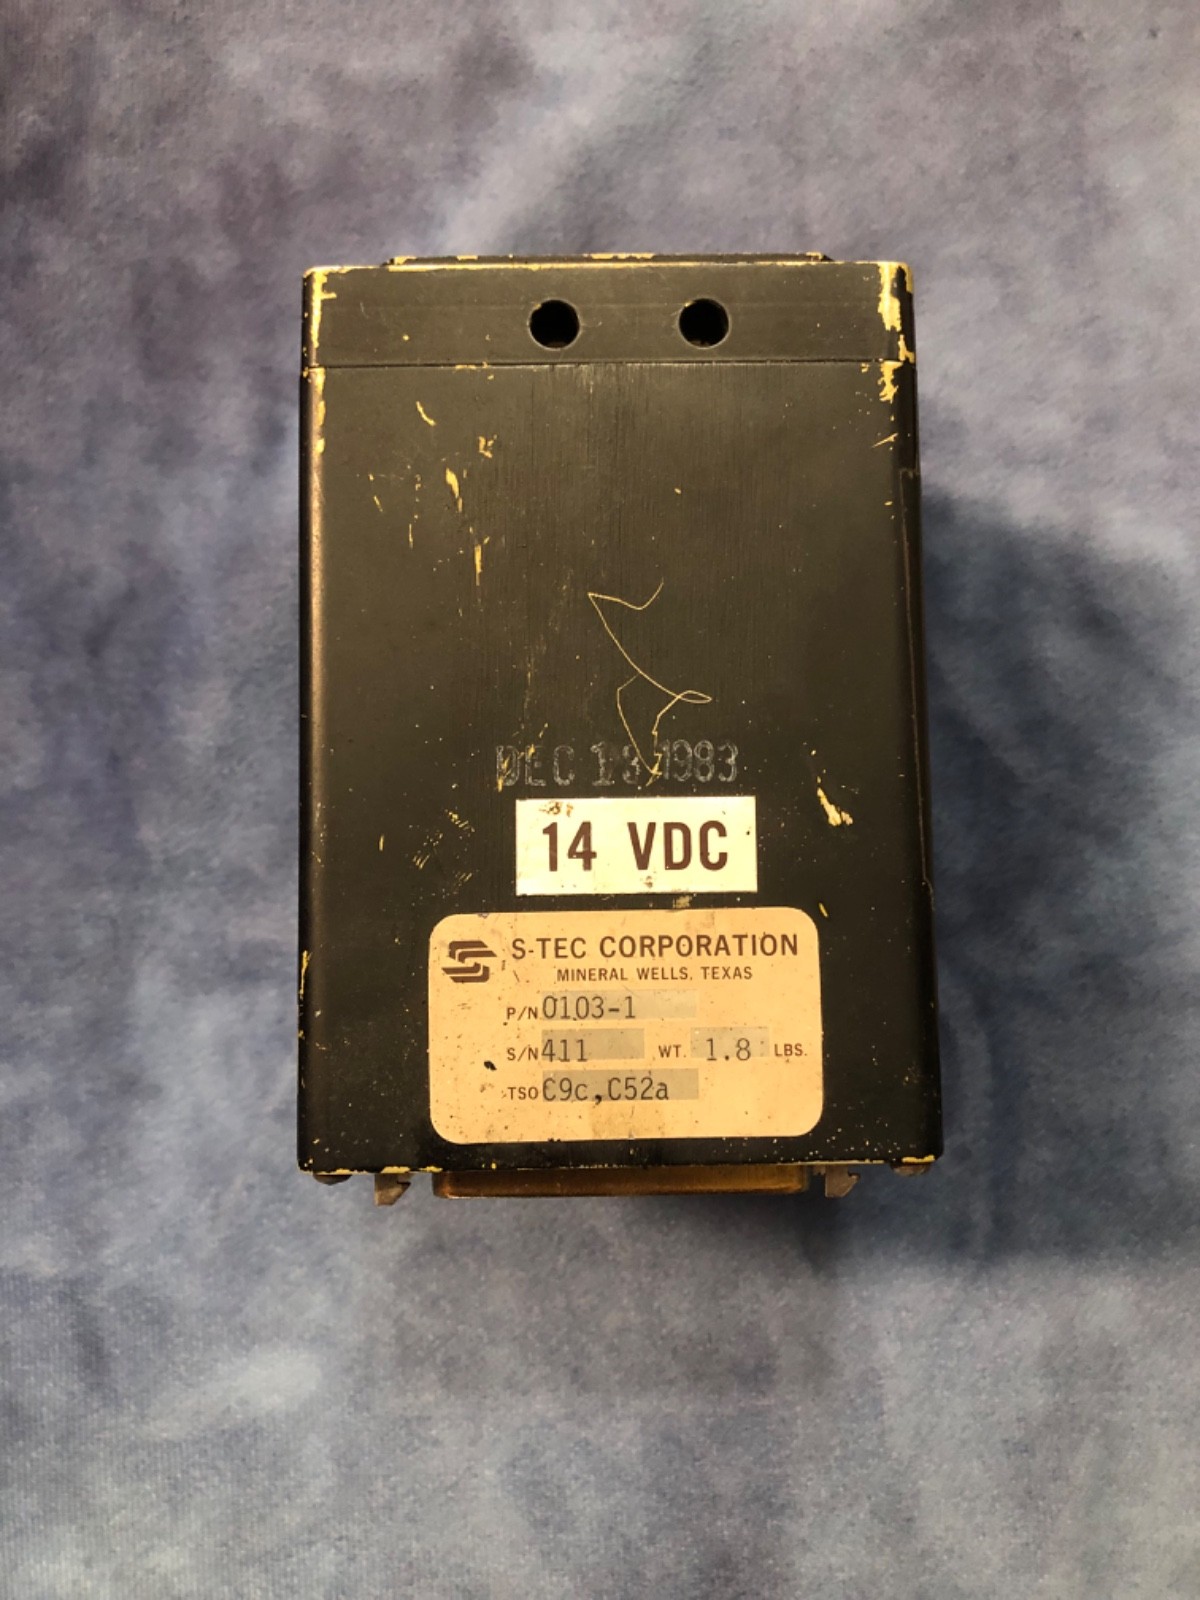 DEC 13 1983
14 VDC
S-TEC CORPORATION
MINERAL WELLS, TEXAS
P/N 0103-1
S/N 411 WT. 1.8 LBS.
TSO C9c,C52a